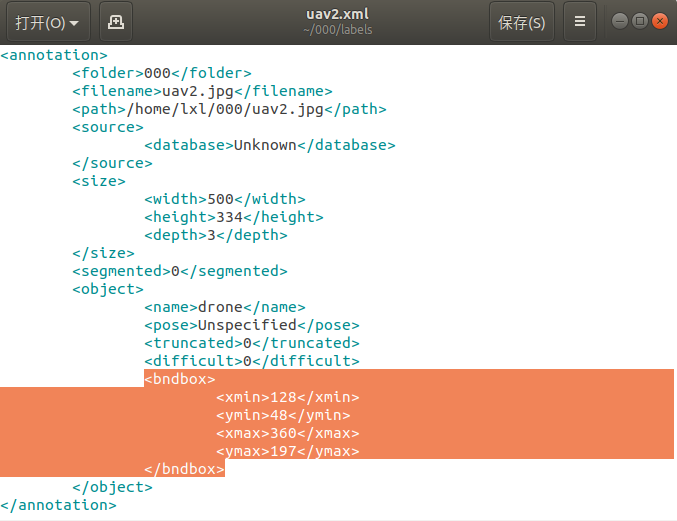 打开(O)
uav2.xml
~/000/labels
保存(S)
<annotation>
<folder>000</folder>
<filename>uav2.jpg</filename>
<path>/home/lxl/000/uav2.jpg</path>
<source>
<database>Unknown</database>
</source>
<size>
<width>500</width>
<height>334</height>
<depth>3</depth>
</size>
<segmented>0</segmented>
<object>
<name>drone</name>
<pose>Unspecified</pose>
<truncated>0</truncated>
<difficult>0</difficult>
<bndbox>
<xmin>128</xmin>
<ymin>48</ymin>
<xmax>360</xmax>
<ymax>197</ymax>
</bndbox>
</object>
</annotation>